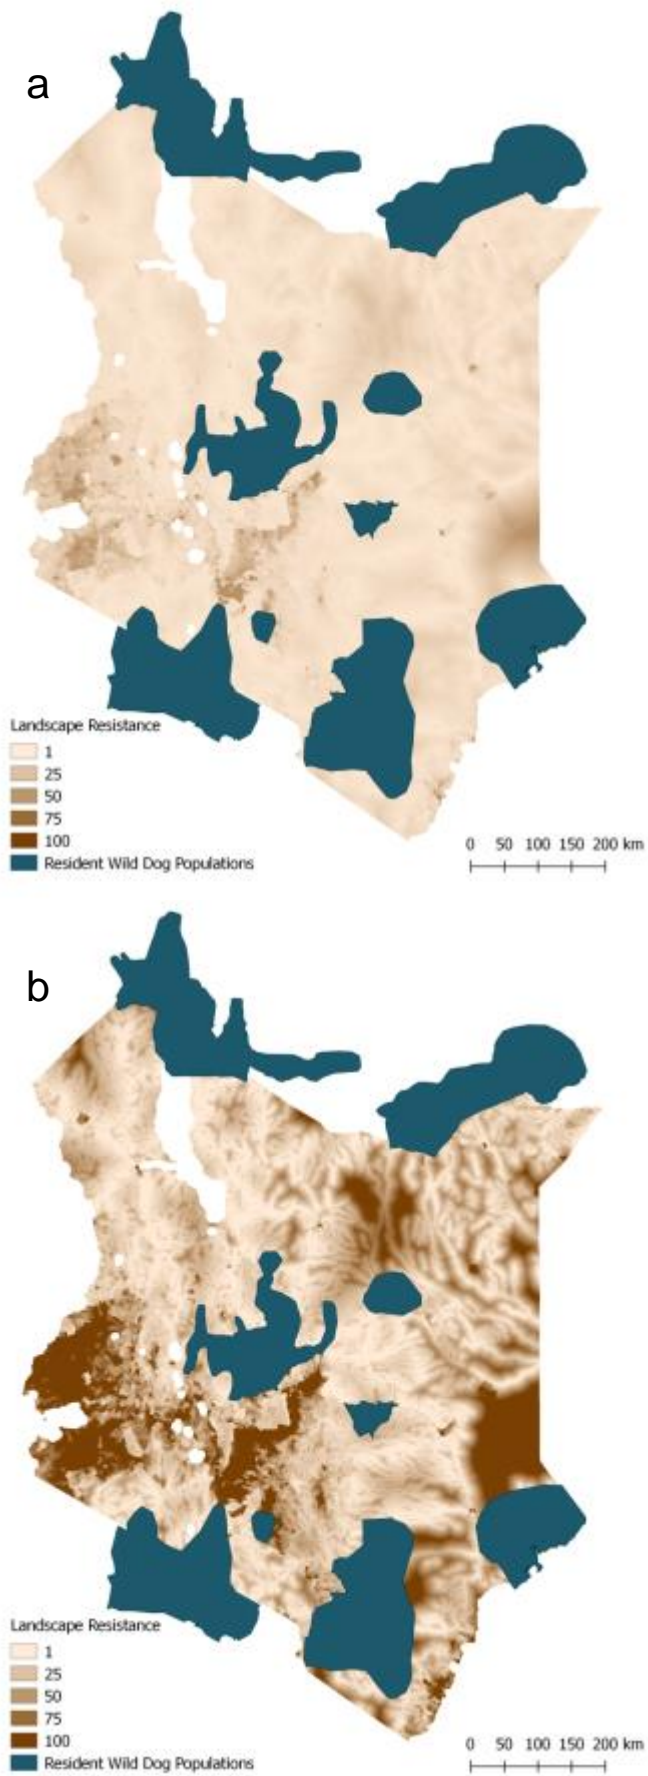 a
Landscape Resistance
1
25
50
75
100
Resident Wild Dog Populations
0 50 100 150 200 km
b
Landscape Resistance
1
25
50
75
100
Resident Wild Dog Populations
0 50 100 150 200 km